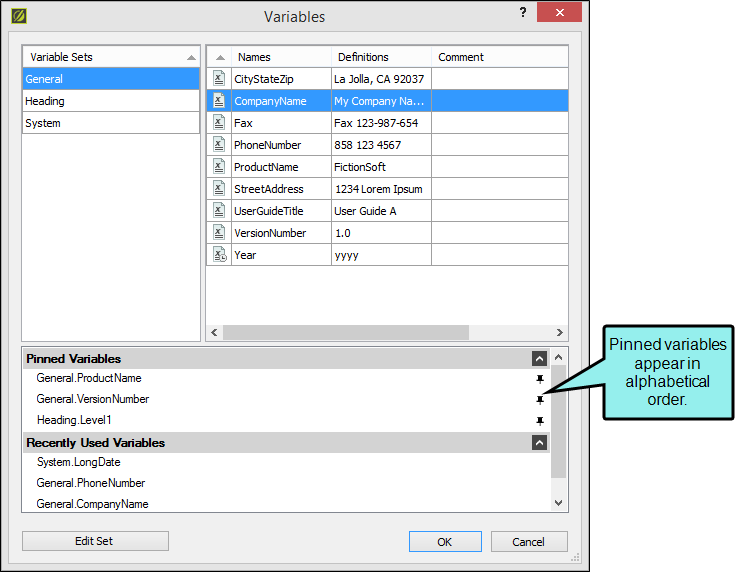 Variables
?
Variable Sets
General
Heading
System
Names Definitions Comment
CityStateZip La Jolla, CA 92037
CompanyName My Company Na...
Fax Fax 123-987-654
PhoneNumber 858 123 4567
ProductName FictionSoft
StreetAddress 1234 Lorem Ipsum
UserGuideTitle User Guide A
VersionNumber 1.0
Year yyyy
Pinned Variables
General.ProductName
General.VersionNumber
Heading.Level1
Recently Used Variables
System.LongDate
General.PhoneNumber
General.CompanyName
Pinned variables
appear in
alphabetical
order.
Edit Set OK Cancel